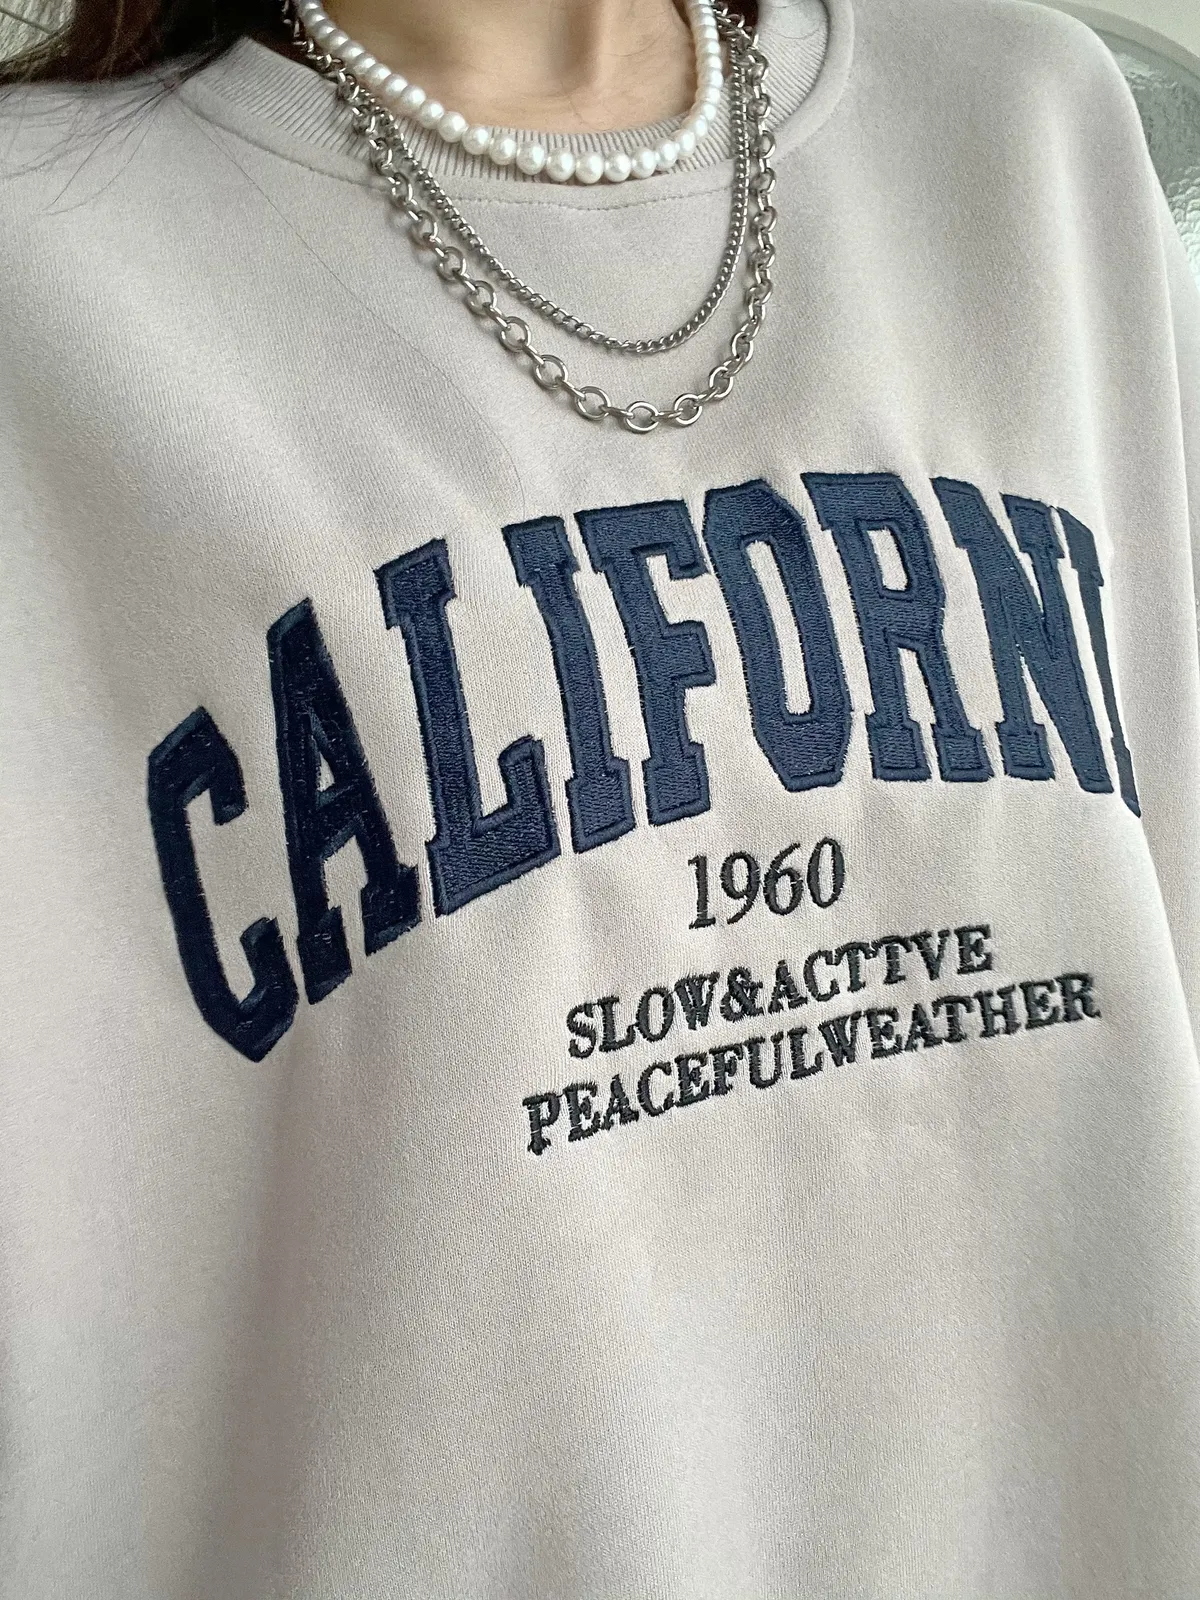 CALIFORNI
1960
SLOW&ACTTVE
PEACEFULWEATHER